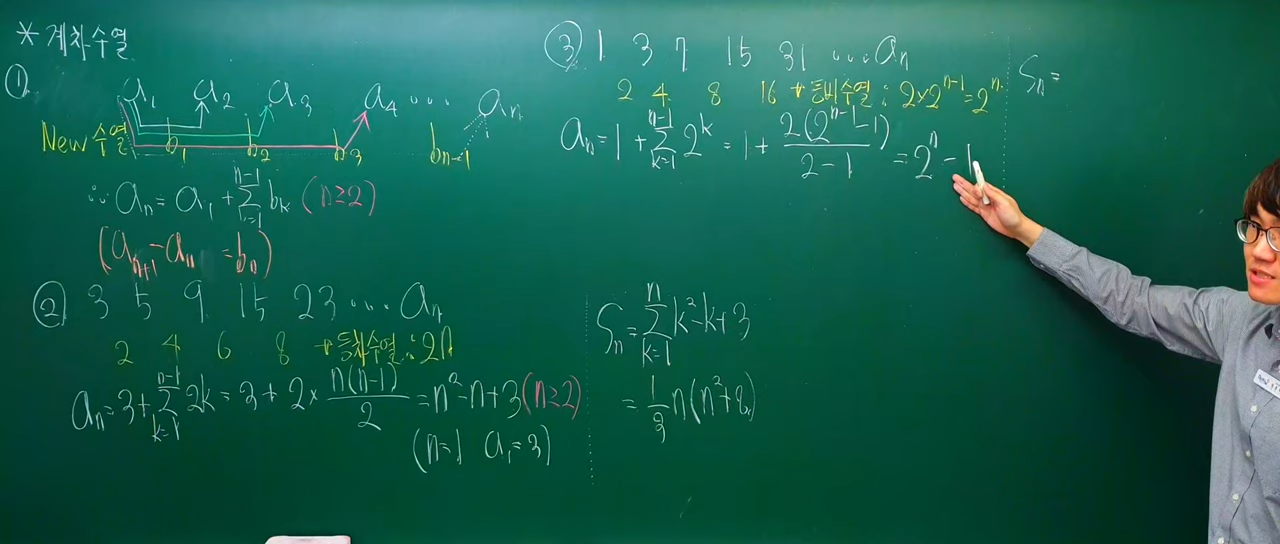 * 계차수열
①
a₁ a₂ a₃ a₄ ... aₙ
New 수열 b₁ b₂ b₃ bₙ₋₁
∴ aₙ = a₁ + Σ_{k=1}^{n-1} bₖ (n≥2)
(aₙ₊₁ - aₙ = bₙ)
② 3 5 9 15 23 ... aₙ
2 4 6 8 → 등차수열 : 2n
aₙ = 3 + Σ_{k=1}^{n-1} 2k = 3 + 2 × n(n-1)/2 = n² - n + 3 (n≥2)
(n=1 a₁=3)
Sₙ = Σ_{k=1}^{n} k² - k + 3
= 1/3 n(n² + 8)
③ 1 3 7 15 31 ... aₙ
2 4 8 16 → 등비수열 : 2×2ⁿ⁻¹ = 2ⁿ
aₙ = 1 + Σ_{k=1}^{n-1} 2ᵏ = 1 + 2(2ⁿ⁻¹ - 1)/(2 - 1) = 2ⁿ - 1
Sₙ =